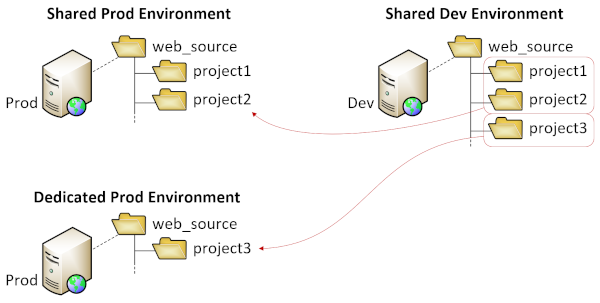 Shared Prod Environment
web_source
project1
project2
Prod
Shared Dev Environment
web_source
project1
project2
project3
Dev
Dedicated Prod Environment
web_source
project3
Prod